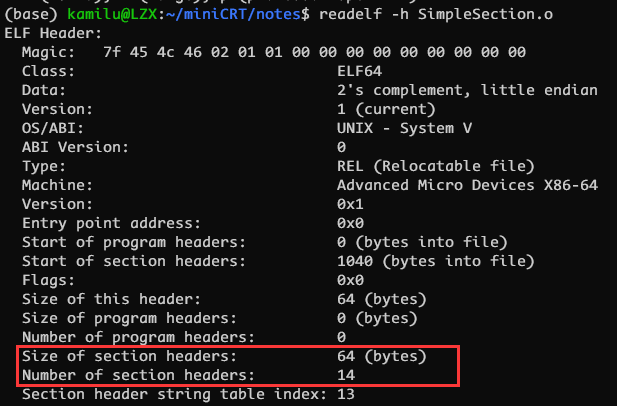 (base) kamilu@LZX:~/miniCRT/notes$ readelf -h SimpleSection.o
ELF Header:
  Magic:   7f 45 4c 46 02 01 01 00 00 00 00 00 00 00 00 00
  Class:                             ELF64
  Data:                              2's complement, little endian
  Version:                           1 (current)
  OS/ABI:                            UNIX - System V
  ABI Version:                       0
  Type:                              REL (Relocatable file)
  Machine:                           Advanced Micro Devices X86-64
  Version:                           0x1
  Entry point address:               0x0
  Start of program headers:          0 (bytes into file)
  Start of section headers:          1040 (bytes into file)
  Flags:                             0x0
  Size of this header:               64 (bytes)
  Size of program headers:           0 (bytes)
  Number of program headers:         0
  Size of section headers:           64 (bytes)
  Number of section headers:         14
  Section header string table index: 13